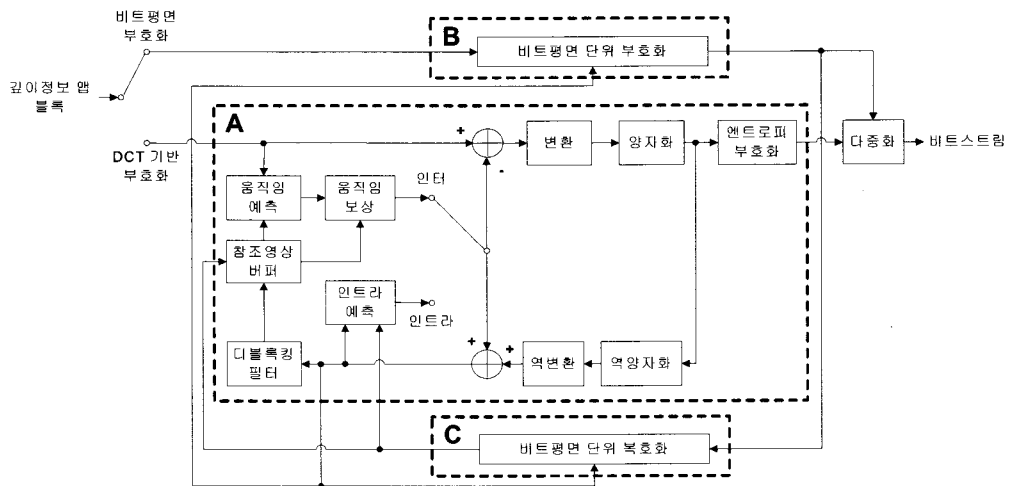 비트평면
부호화
깊이정보 맵
블록
DCT 기반
부호화
B
비트평면 단위 부호화
A
+
-
변환
양자화
엔트로피
부호화
다중화
비트스트림
움직임
예측
움직임
보상
인터
참조영상
버퍼
인트라
예측
인트라
디블록킹
필터
+
+
역변환
역양자화
C
비트평면 단위 복호화